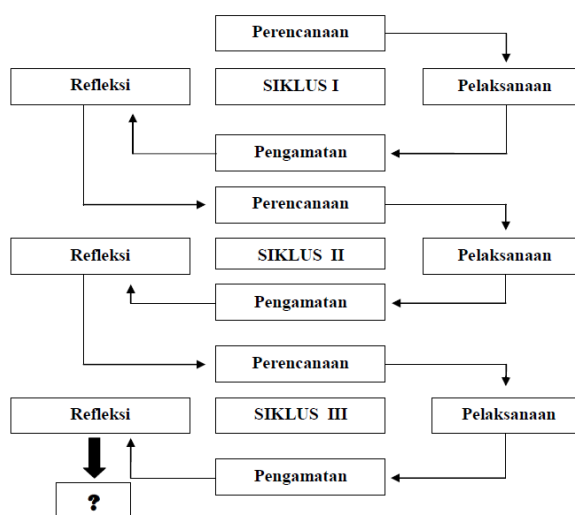 Perencanaan
Refleksi
SIKLUS I
Pelaksanaan
Pengamatan
Perencanaan
Refleksi
SIKLUS II
Pelaksanaan
Pengamatan
Perencanaan
Refleksi
SIKLUS III
Pelaksanaan
Pengamatan
?